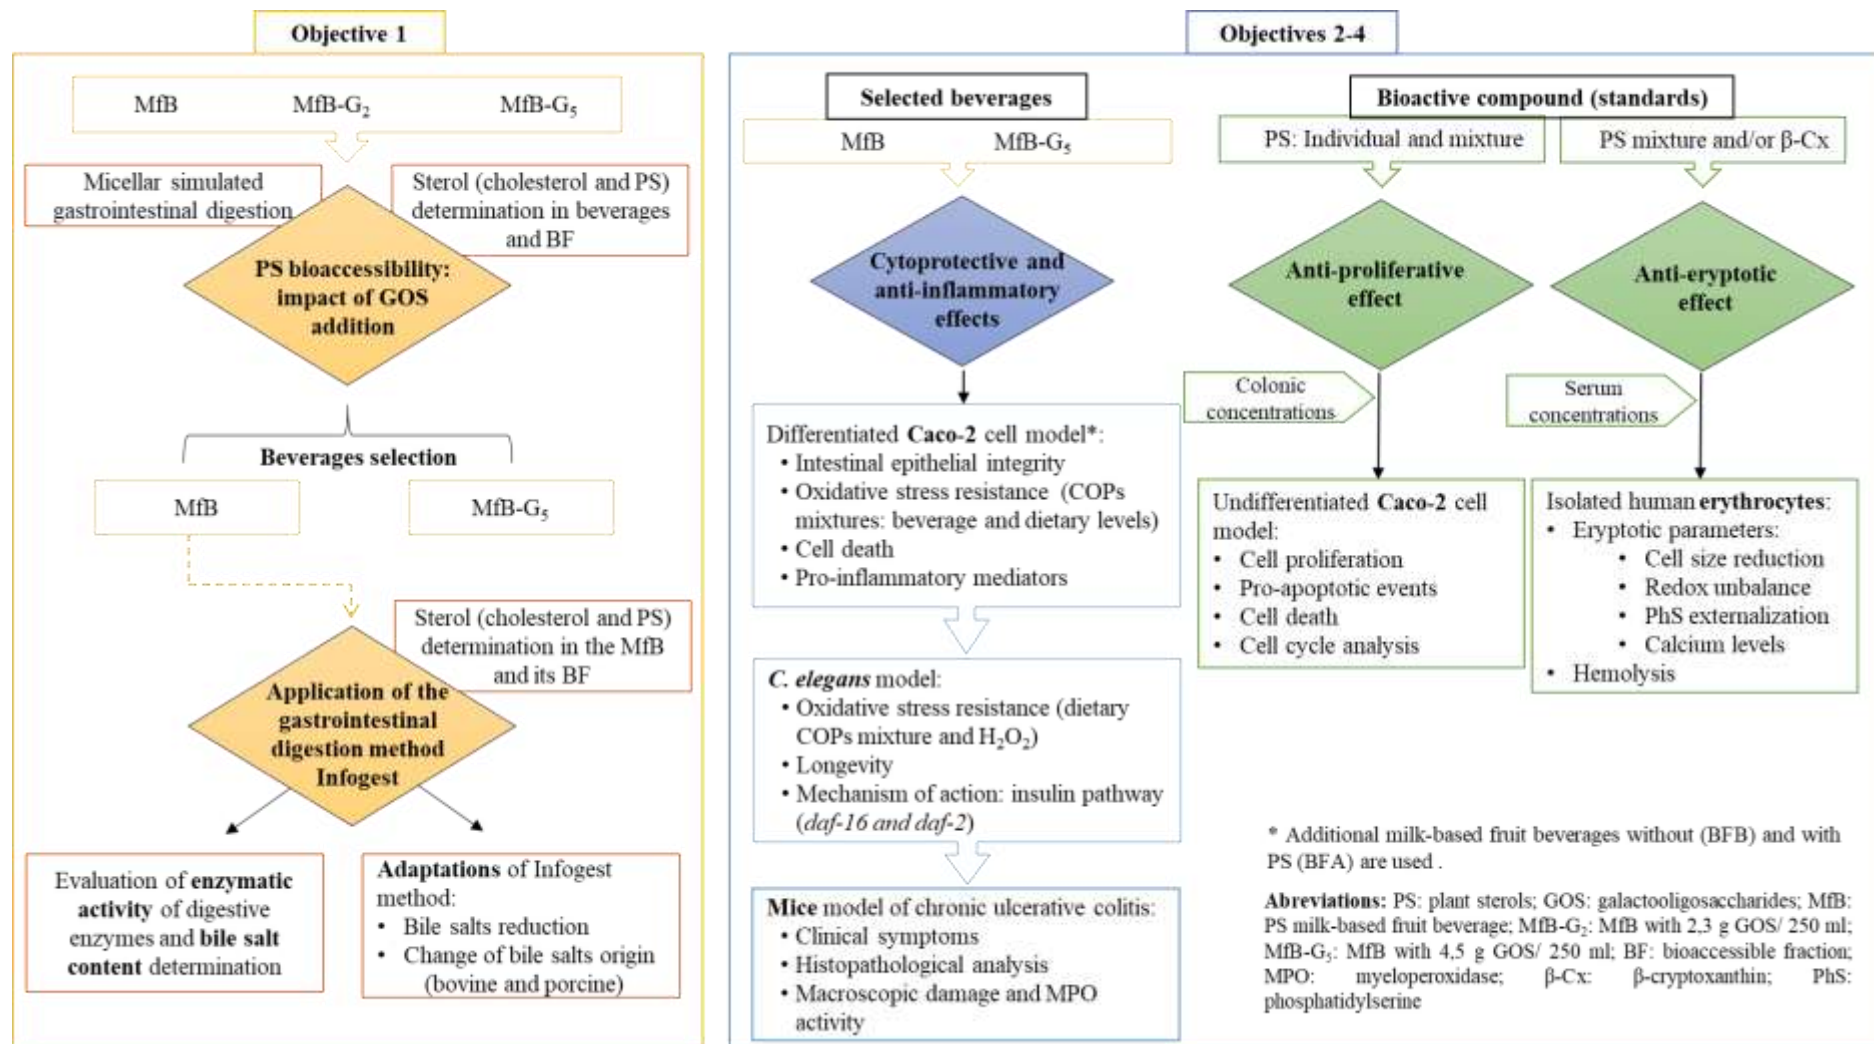 Objective 1
MfB
MfB-G₂
MfB-G₅
Micellar simulated
gastrointestinal digestion
Sterol (cholesterol and PS)
determination in beverages
and BF
PS bioaccessibility:
impact of GOS
addition
Beverages selection
MfB
MfB-G₅
Sterol (cholesterol and PS)
determination in the MfB
and its BF
Application of the
gastrointestinal
digestion method
Infogest
Evaluation of enzymatic
activity of digestive
enzymes and bile salt
content determination
Adaptations of Infogest
method:
• Bile salts reduction
• Change of bile salts origin
(bovine and porcine)
Objectives 2-4
Selected beverages
MfB
MfB-G₅
Cytoprotective and
anti-inflammatory
effects
Differentiated Caco-2 cell model*:
• Intestinal epithelial integrity
• Oxidative stress resistance (COPs
mixtures: beverage and dietary levels)
• Cell death
• Pro-inflammatory mediators
C. elegans model:
• Oxidative stress resistance (dietary
COPs mixture and H₂O₂)
• Longevity
• Mechanism of action: insulin pathway
(daf-16 and daf-2)
Mice model of chronic ulcerative colitis:
• Clinical symptoms
• Histopathological analysis
• Macroscopic damage and MPO
activity
Bioactive compound (standards)
PS: Individual and mixture
Anti-proliferative
effect
Colonic
concentrations
Undifferentiated Caco-2 cell
model:
• Cell proliferation
• Pro-apoptotic events
• Cell death
• Cell cycle analysis
PS mixture and/or β-Cx
Anti-eryptotic
effect
Serum
concentrations
Isolated human erythrocytes:
• Eryptotic parameters:
• Cell size reduction
• Redox unbalance
• PhS externalization
• Calcium levels
• Hemolysis
* Additional milk-based fruit beverages without (BFB) and with
PS (BFA) are used .
Abreviations: PS: plant sterols; GOS: galactooligosaccharides; MfB:
PS milk-based fruit beverage; MfB-G₂: MfB with 2,3 g GOS/ 250 ml;
MfB-G₅: MfB with 4,5 g GOS/ 250 ml; BF: bioaccessible fraction;
MPO: myeloperoxidase; β-Cx: β-cryptoxanthin; PhS:
phosphatidylserine